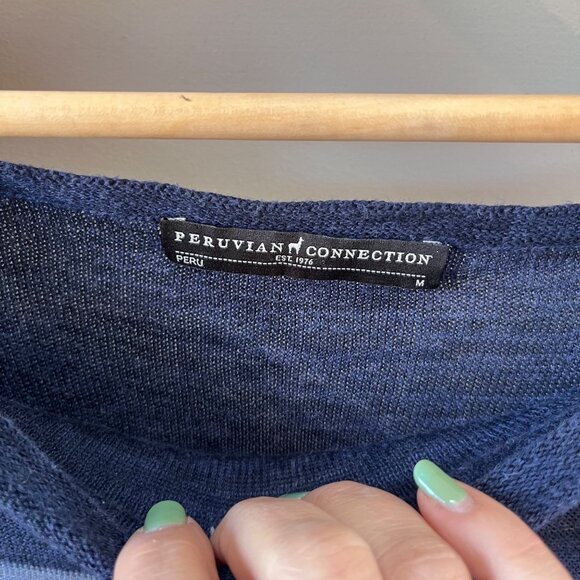 PERUVIAN CONNECTION
PERU EST. 1976 M